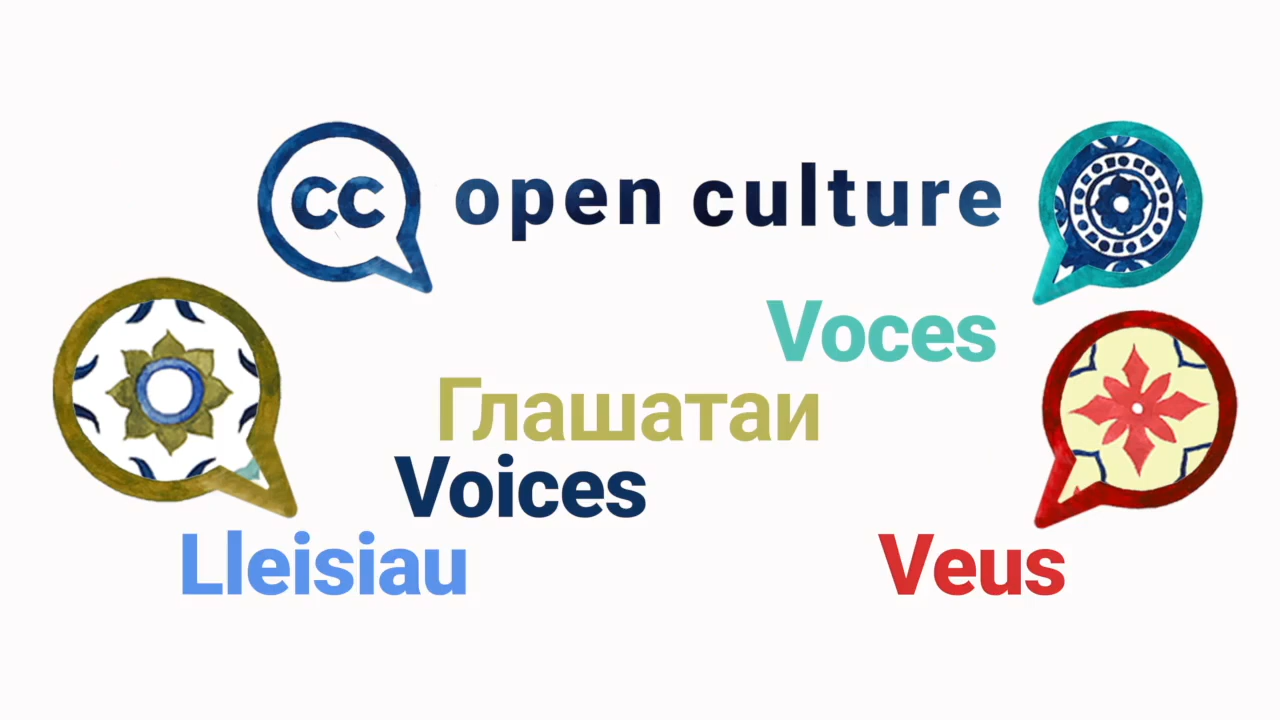 cc open culture
Voces
Глашатаи
Voices
Lleisiau
Veus